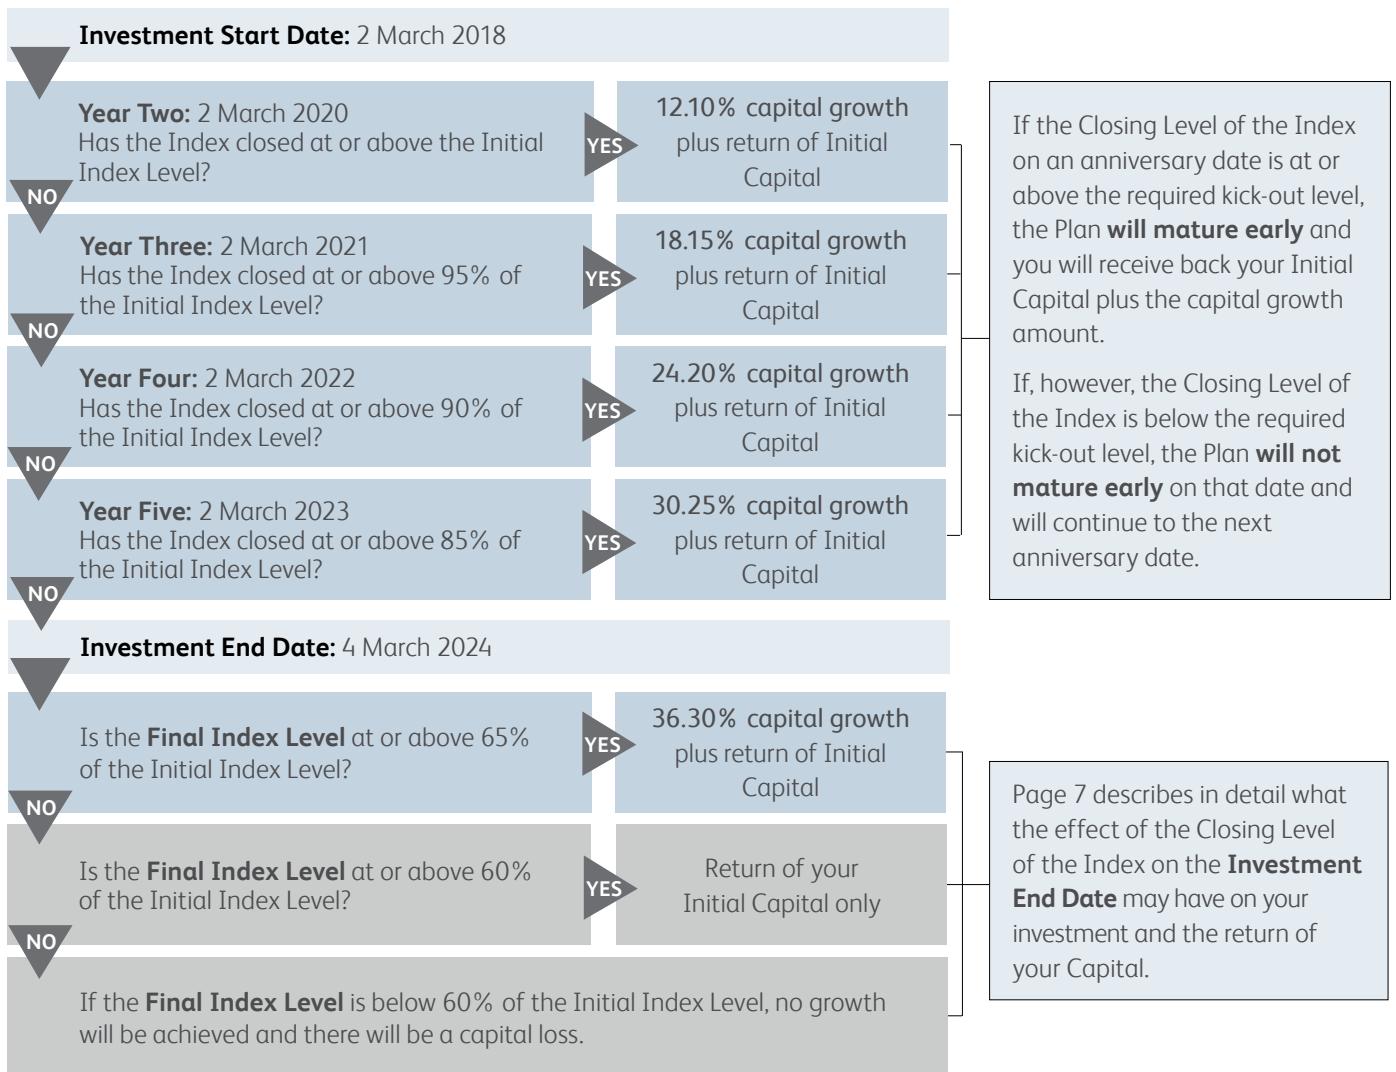 Investment Start Date: 2 March 2018
Year Two: 2 March 2020
Has the Index closed at or above the Initial
Index Level?
YES
12.10% capital growth
plus return of Initial
Capital
NO
Year Three: 2 March 2021
Has the Index closed at or above 95% of
the Initial Index Level?
YES
18.15% capital growth
plus return of Initial
Capital
NO
Year Four: 2 March 2022
Has the Index closed at or above 90% of
the Initial Index Level?
YES
24.20% capital growth
plus return of Initial
Capital
NO
Year Five: 2 March 2023
Has the Index closed at or above 85% of
the Initial Index Level?
YES
30.25% capital growth
plus return of Initial
Capital
NO
If the Closing Level of the Index
on an anniversary date is at or
above the required kick-out level,
the Plan will mature early and
you will receive back your Initial
Capital plus the capital growth
amount.
If, however, the Closing Level of
the Index is below the required
kick-out level, the Plan will not
mature early on that date and
will continue to the next
anniversary date.
Investment End Date: 4 March 2024
Is the Final Index Level at or above 65%
of the Initial Index Level?
YES
36.30% capital growth
plus return of Initial
Capital
NO
Is the Final Index Level at or above 60%
of the Initial Index Level?
YES
Return of your
Initial Capital only
NO
If the Final Index Level is below 60% of the Initial Index Level, no growth
will be achieved and there will be a capital loss.
Page 7 describes in detail what
the effect of the Closing Level
of the Index on the Investment
End Date may have on your
investment and the return of
your Capital.